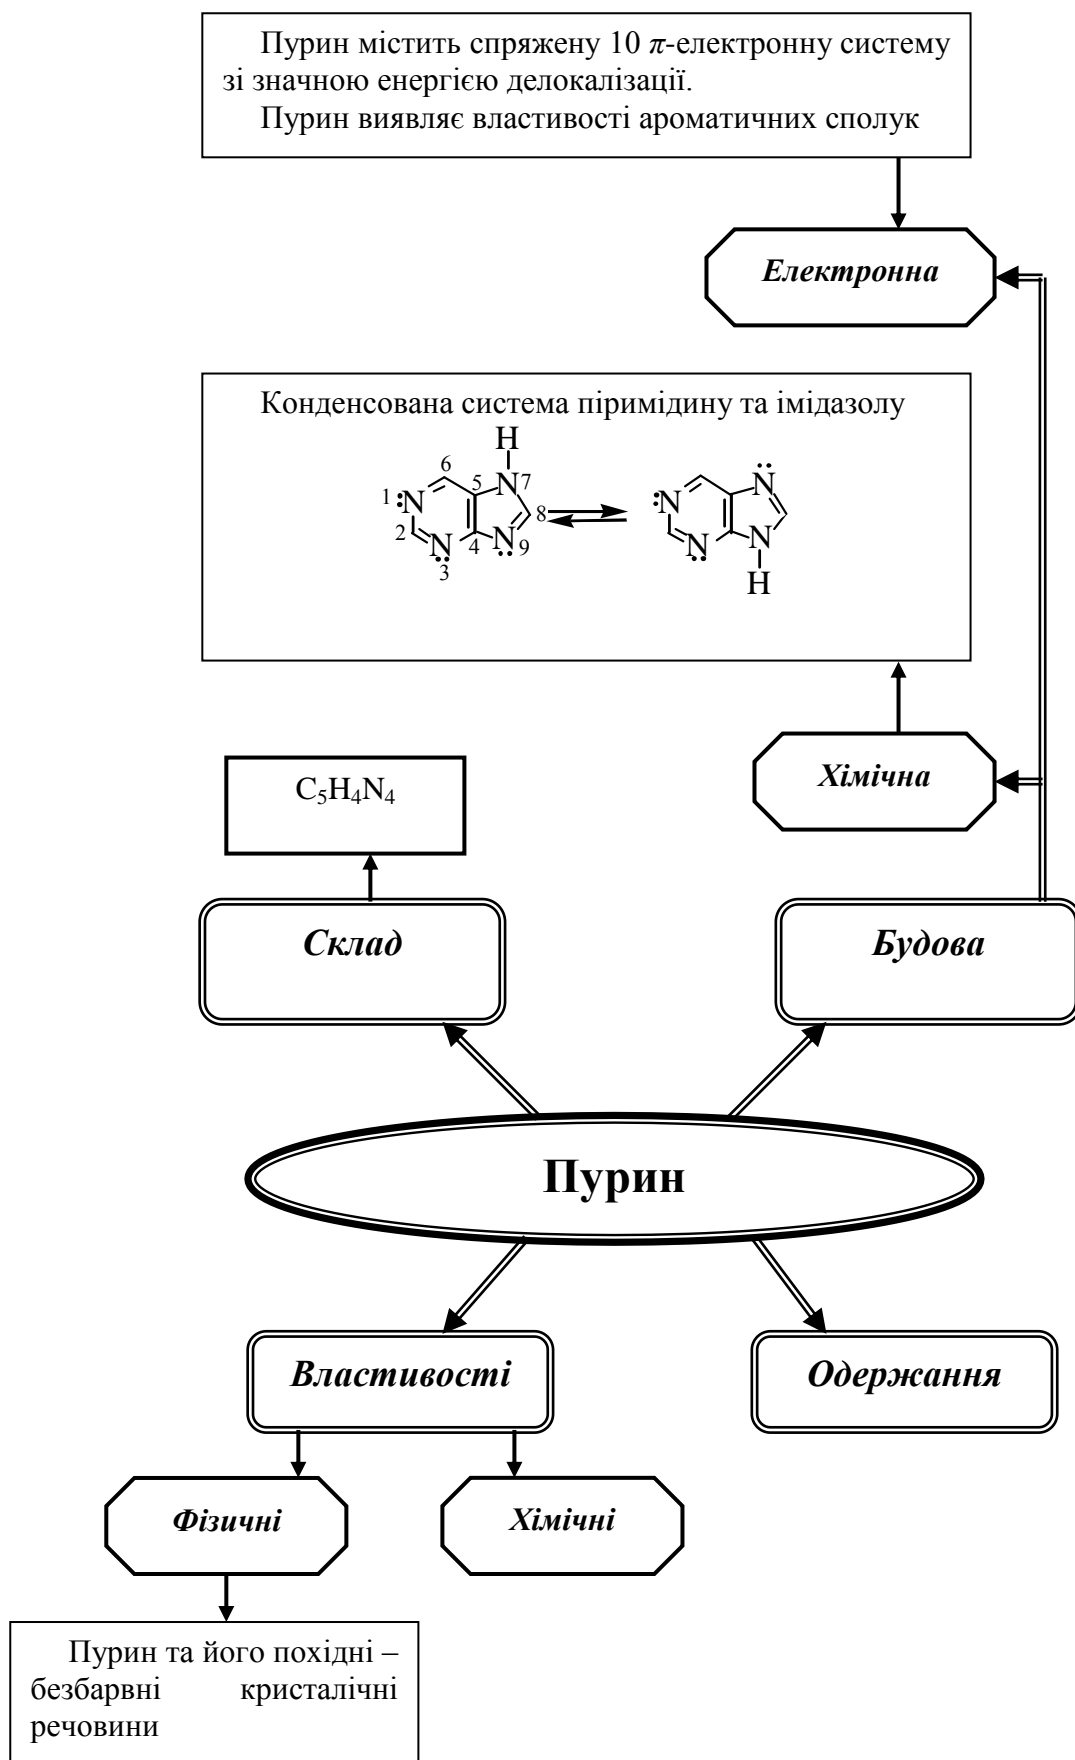 Пурин містить спряжену 10 π-електронну систему
зі значною енергією делокалізації.
Пурин виявляє властивості ароматичних сполук
Електронна
Конденсована система піримідину та імідазолу
H
6
5
N 7
1 N
8
2
N
4
N 9
3
N
N
N
N
H
Хімічна
C₅H₄N₄
Склад
Будова
Пурин
Властивості
Одержання
Фізичні
Хімічні
Пурин та його похідні –
безбарвні кристалічні
речовини